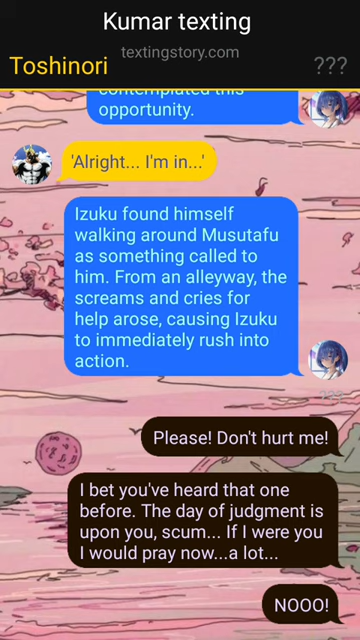 Kumar texting
textingstory.com
Toshinori
???
contemplated this
opportunity.
'Alright... I'm in...'
Izuku found himself
walking around Musutafu
as something called to
him. From an alleyway, the
screams and cries for
help arose, causing Izuku
to immediately rush into
action.
???
Please! Don't hurt me!
I bet you've heard that one
before. The day of judgment is
upon you, scum... If I were you
I would pray now...a lot...
NOOO!